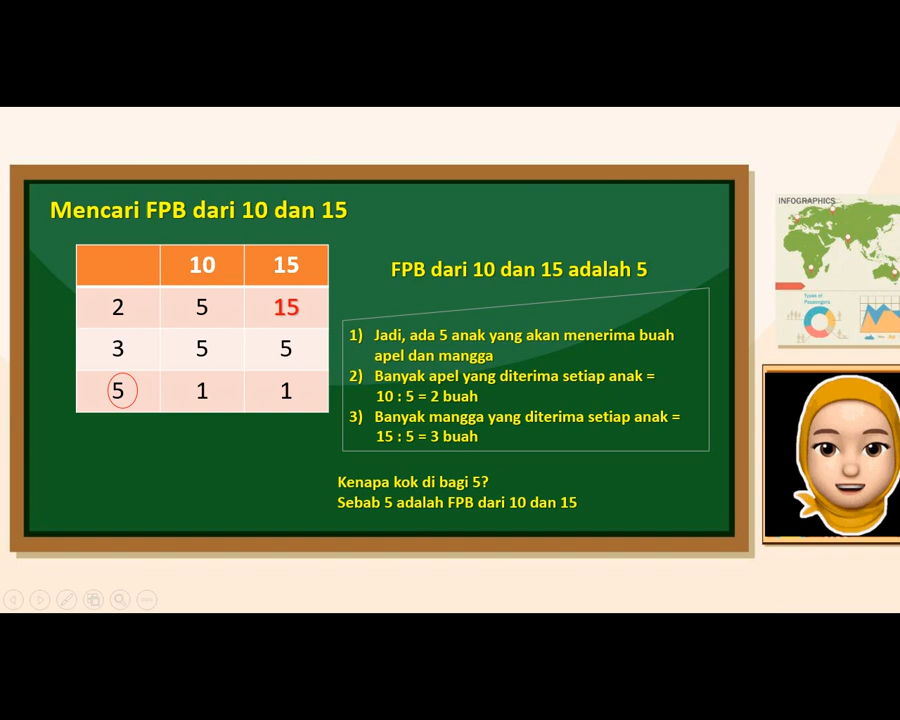 Mencari FPB dari 10 dan 15
10 15
2 5 15
3 5 5
5 1 1
FPB dari 10 dan 15 adalah 5
1) Jadi, ada 5 anak yang akan menerima buah
apel dan mangga
2) Banyak apel yang diterima setiap anak =
10 : 5 = 2 buah
3) Banyak mangga yang diterima setiap anak =
15 : 5 = 3 buah
Kenapa kok di bagi 5?
Sebab 5 adalah FPB dari 10 dan 15
INFOGRAPHICS
Types of
Passengers